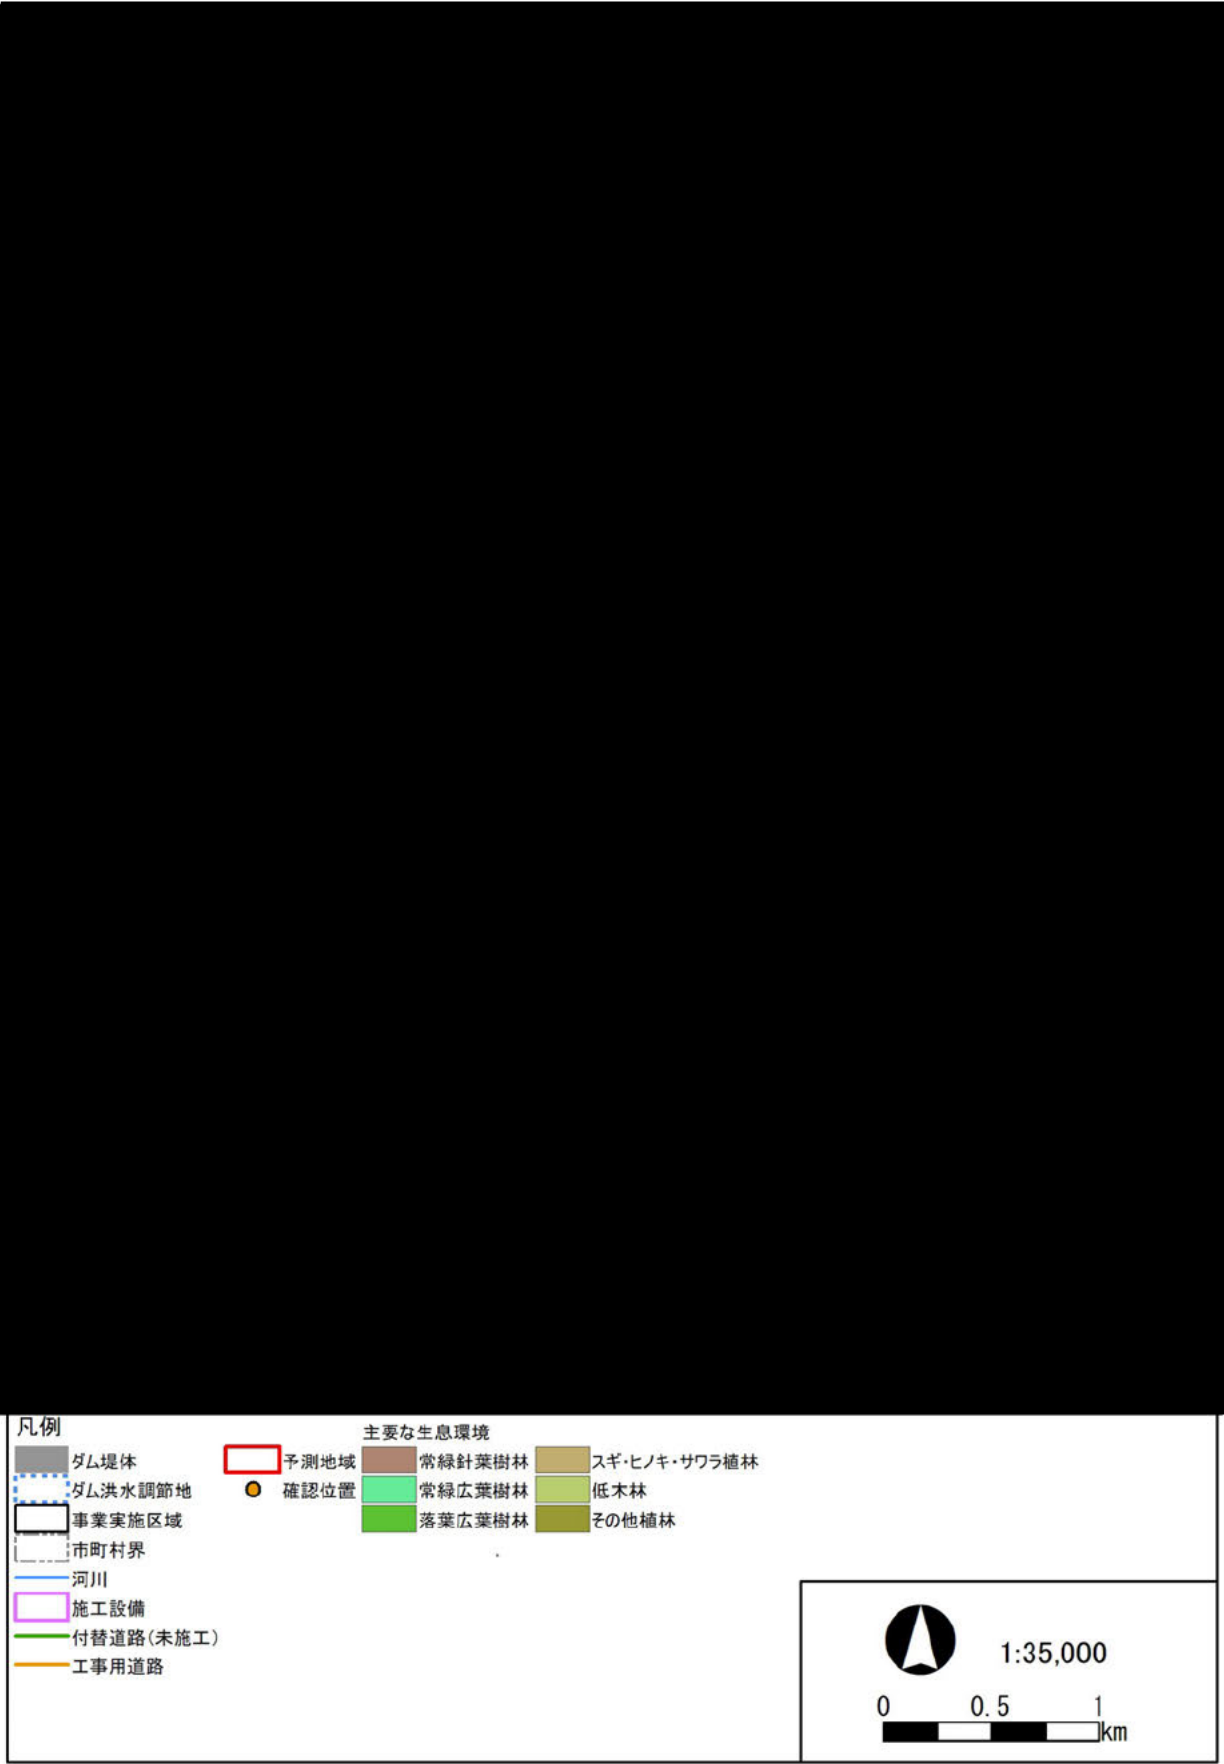 凡例
ダム堤体
ダム洪水調節地
事業実施区域
市町村界
河川
施工設備
付替道路(未施工)
工事用道路
予測地域
確認位置
主要な生息環境
常緑針葉樹林
常緑広葉樹林
落葉広葉樹林
スギ・ヒノキ・サワラ植林
低木林
その他植林
1:35,000
0 0.5 1
km